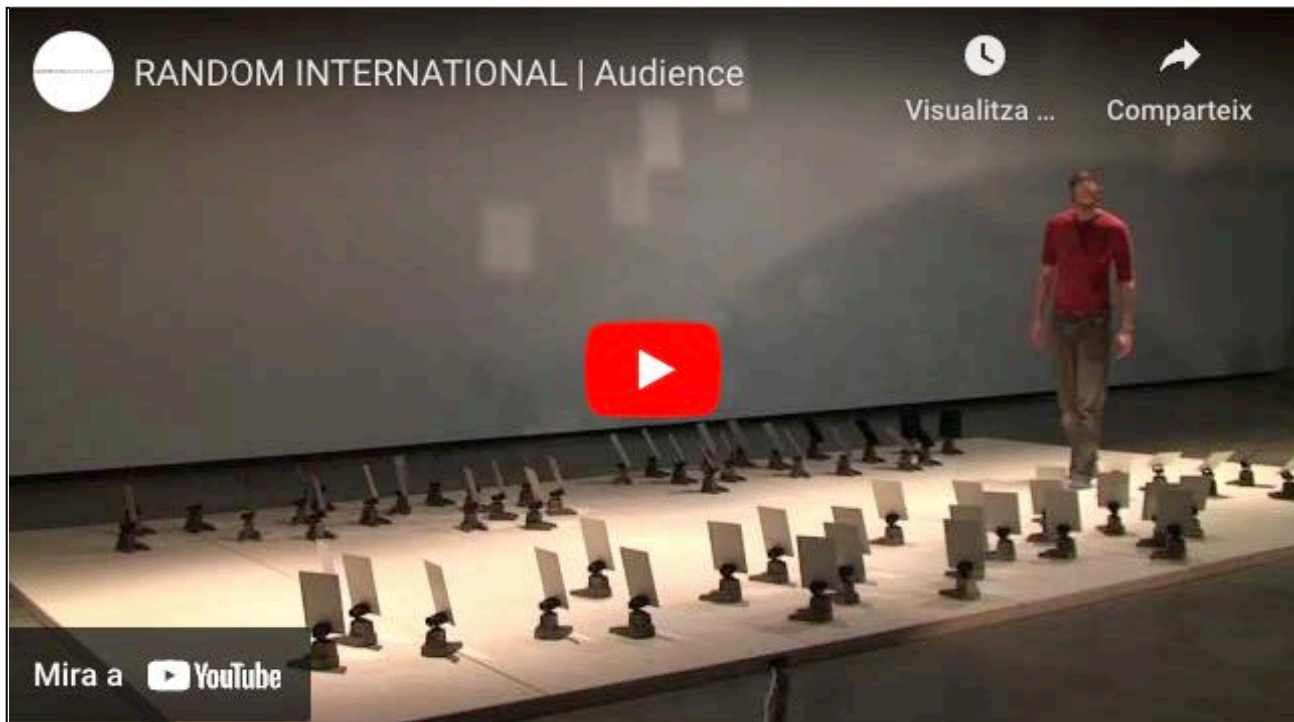 RANDOM INTERNATIONAL | Audience
Visualitza ...
Comparteix
Mira a YouTube